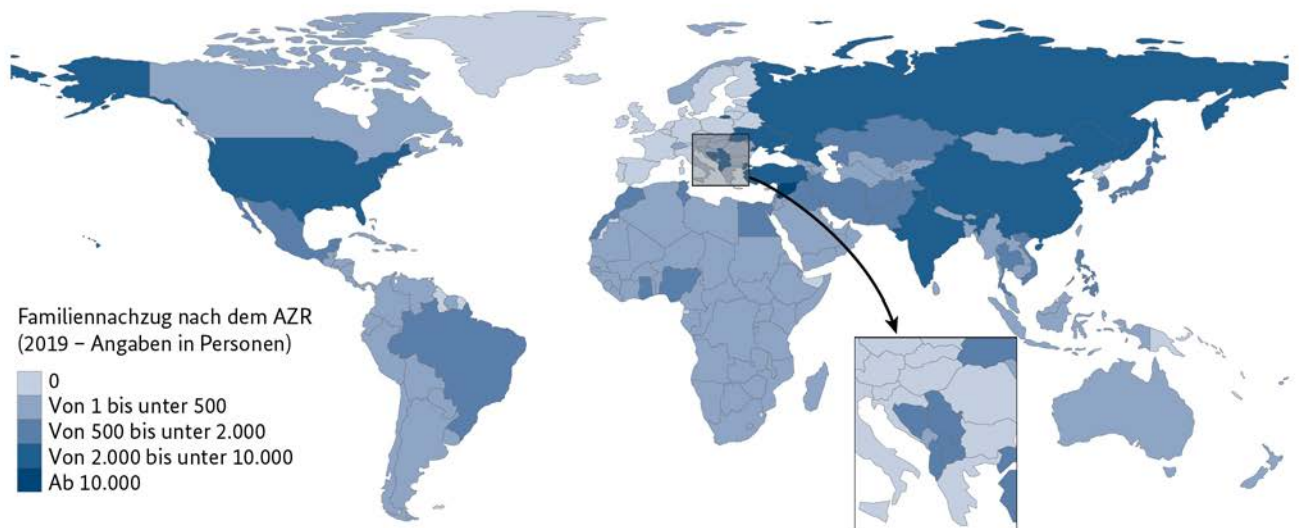 Familiennachzug nach dem AZR
(2019 – Angaben in Personen)
0
Von 1 bis unter 500
Von 500 bis unter 2.000
Von 2.000 bis unter 10.000
Ab 10.000